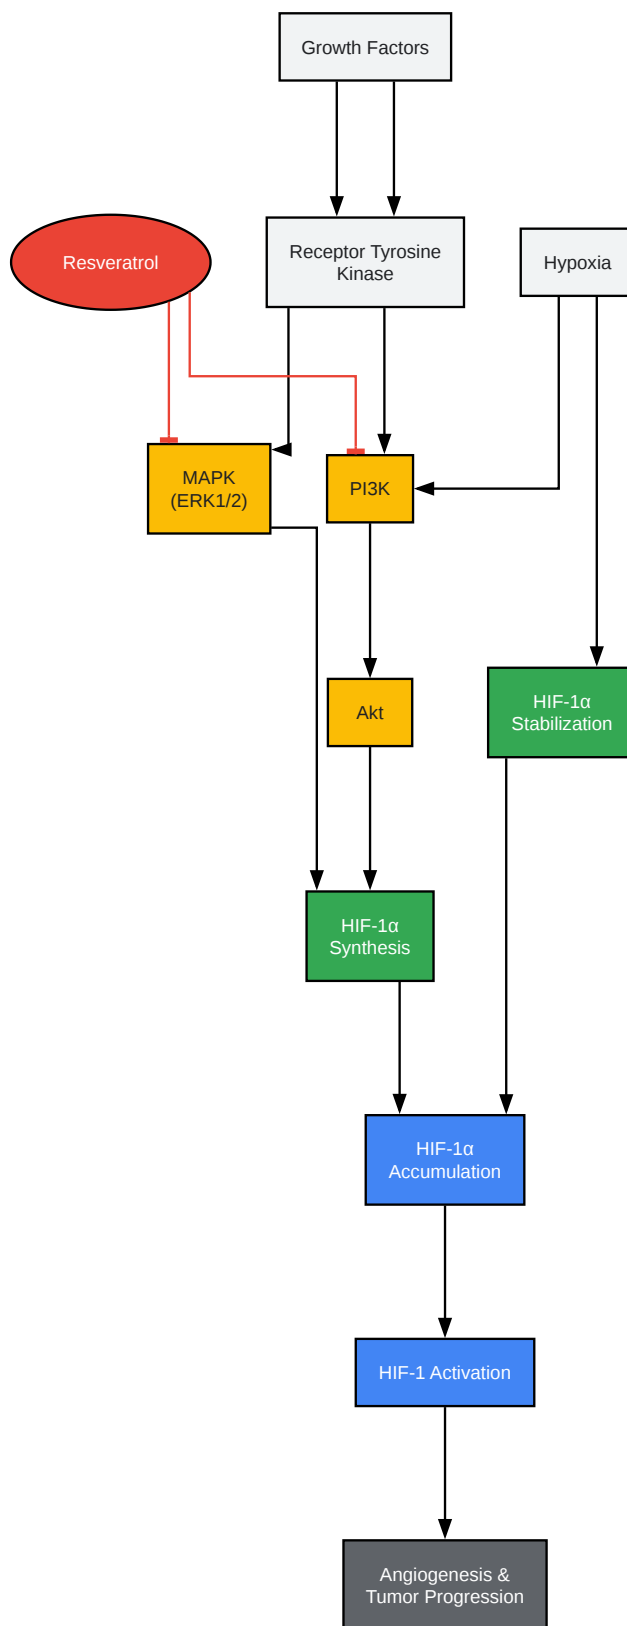 Growth Factors
Resveratrol
Receptor Tyrosine
Kinase
Hypoxia
MAPK
(ERK1/2)
PI3K
Akt
HIF-1α
Stabilization
HIF-1α
Synthesis
HIF-1α
Accumulation
HIF-1 Activation
Angiogenesis &
Tumor Progression